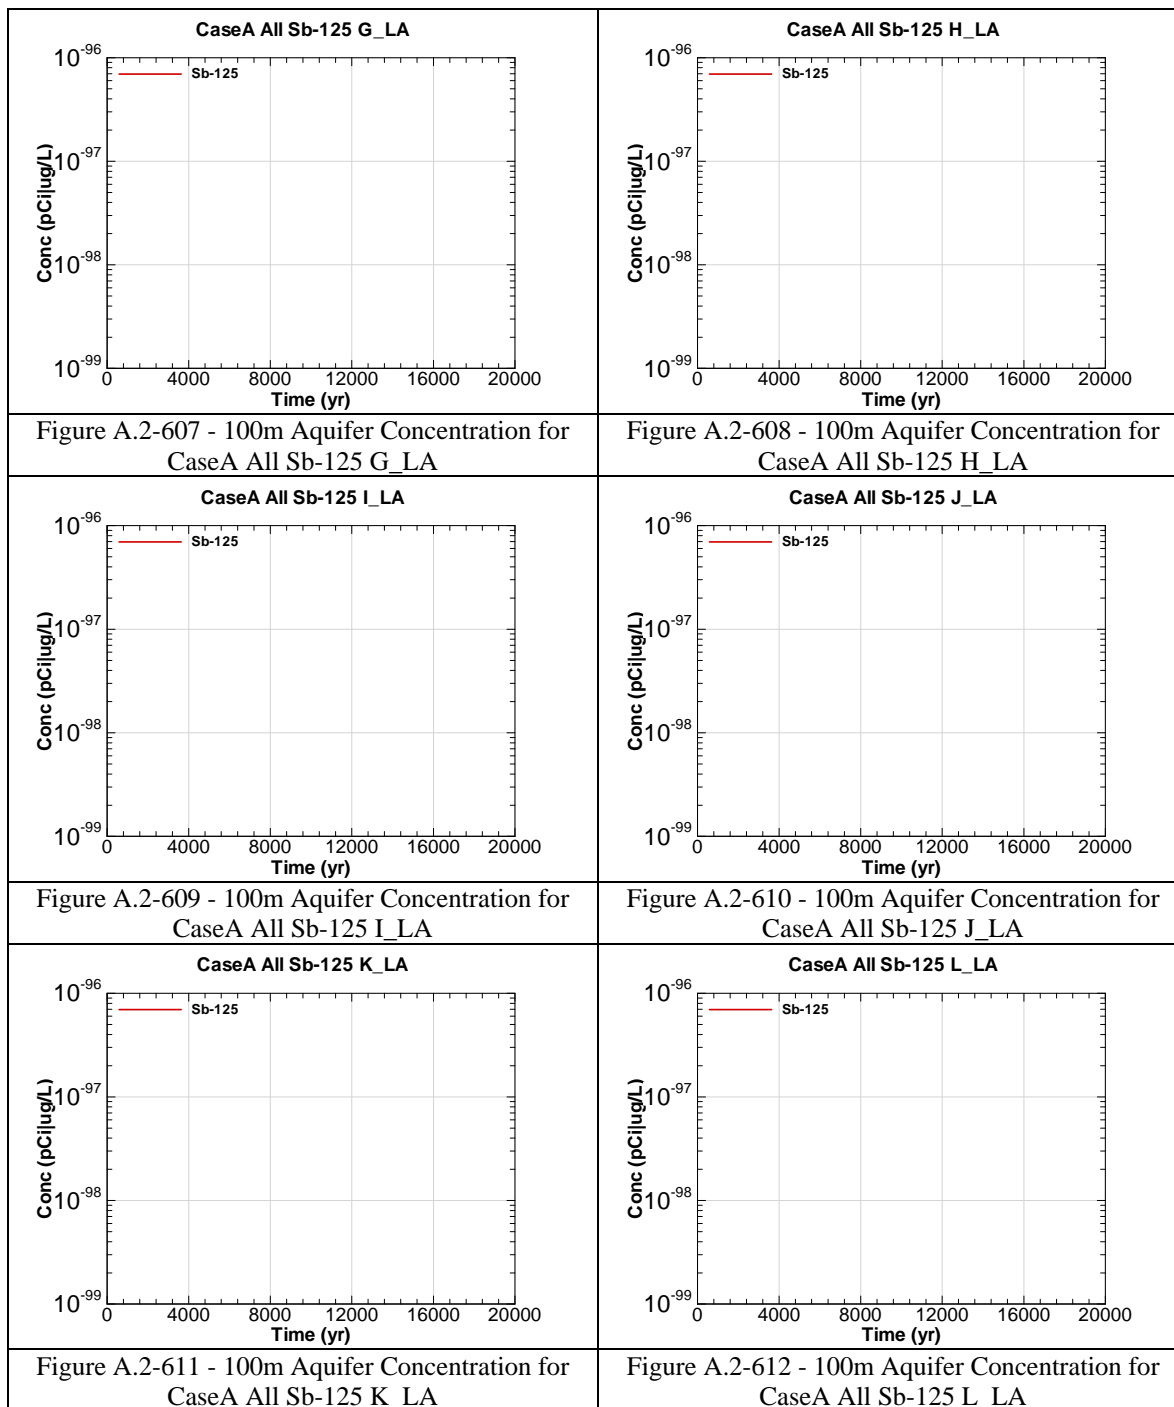 CaseA All Sb-125 G_LA
10-96
Sb-125
10-97
Conc (pCi|ug/L)
10-98
10-99
0 4000 8000 12000 16000 20000
Time (yr)
Figure A.2-607 - 100m Aquifer Concentration for
CaseA All Sb-125 G_LA
CaseA All Sb-125 H_LA
10-96
Sb-125
10-97
Conc (pCi|ug/L)
10-98
10-99
0 4000 8000 12000 16000 20000
Time (yr)
Figure A.2-608 - 100m Aquifer Concentration for
CaseA All Sb-125 H_LA
CaseA All Sb-125 I_LA
10-96
Sb-125
10-97
Conc (pCi|ug/L)
10-98
10-99
0 4000 8000 12000 16000 20000
Time (yr)
Figure A.2-609 - 100m Aquifer Concentration for
CaseA All Sb-125 I_LA
CaseA All Sb-125 J_LA
10-96
Sb-125
10-97
Conc (pCi|ug/L)
10-98
10-99
0 4000 8000 12000 16000 20000
Time (yr)
Figure A.2-610 - 100m Aquifer Concentration for
CaseA All Sb-125 J_LA
CaseA All Sb-125 K_LA
10-96
Sb-125
10-97
Conc (pCi|ug/L)
10-98
10-99
0 4000 8000 12000 16000 20000
Time (yr)
Figure A.2-611 - 100m Aquifer Concentration for
CaseA All Sb-125 K_LA
CaseA All Sb-125 L_LA
10-96
Sb-125
10-97
Conc (pCi|ug/L)
10-98
10-99
0 4000 8000 12000 16000 20000
Time (yr)
Figure A.2-612 - 100m Aquifer Concentration for
CaseA All Sb-125 L_LA